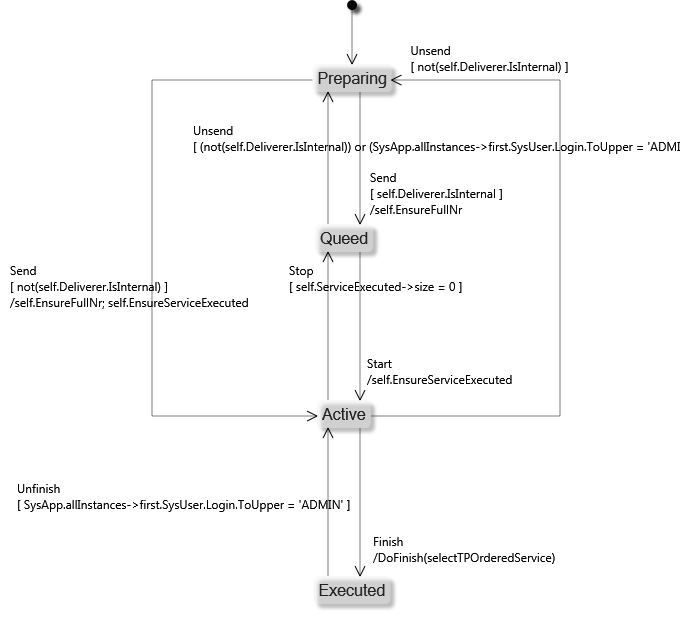 Unsend
[ not(self.Deliverer.IsInternal) ]
Preparing
Unsend
[ (not(self.Deliverer.IsInternal)) or (SysApp.allInstances->first.SysUser.Login.ToUpper = 'ADMI
Send
[ self.Deliverer.IsInternal ]
/self.EnsureFullNr
Queed
Send
[ not(self.Deliverer.IsInternal) ]
/self.EnsureFullNr; self.EnsureServiceExecuted
Stop
[ self.ServiceExecuted->size = 0 ]
Start
/self.EnsureServiceExecuted
Active
Unfinish
[ SysApp.allInstances->first.SysUser.Login.ToUpper = 'ADMIN' ]
Finish
/DoFinish(selectTPOrderedService)
Executed